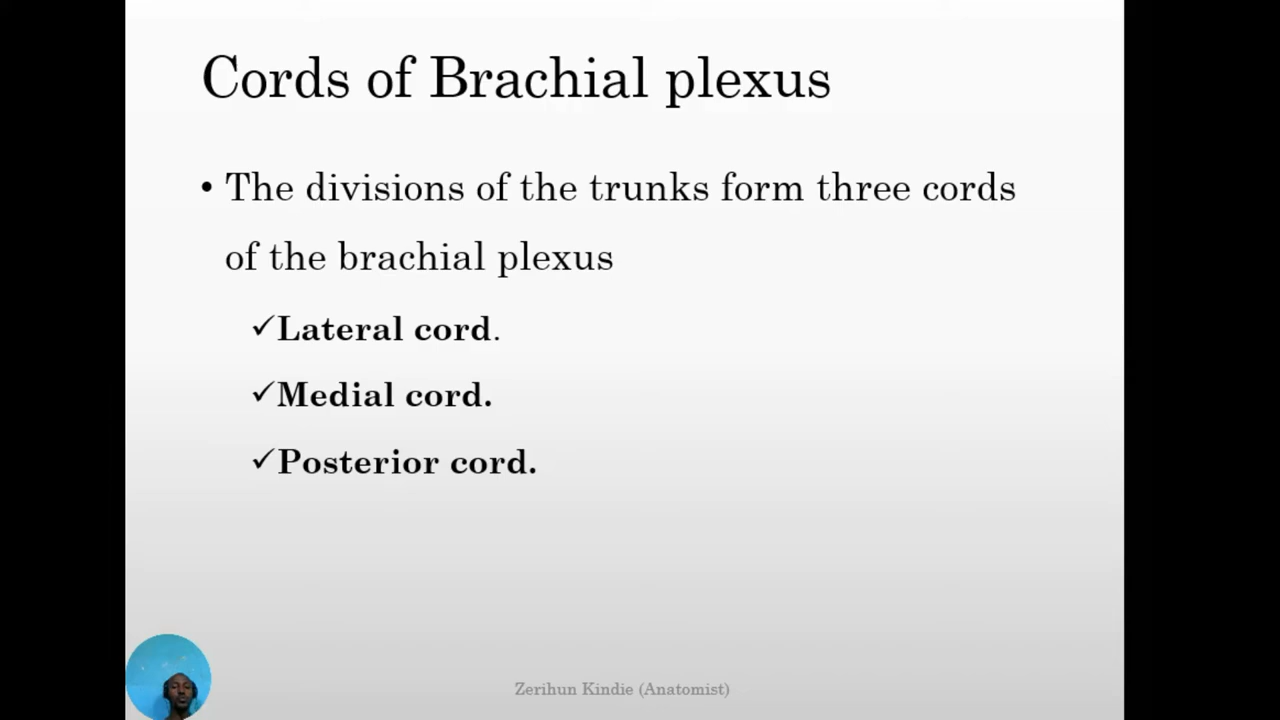 Cords of Brachial plexus
• The divisions of the trunks form three cords
of the brachial plexus
✓Lateral cord.
✓Medial cord.
✓Posterior cord.
Zerihun Kindie (Anatomist)